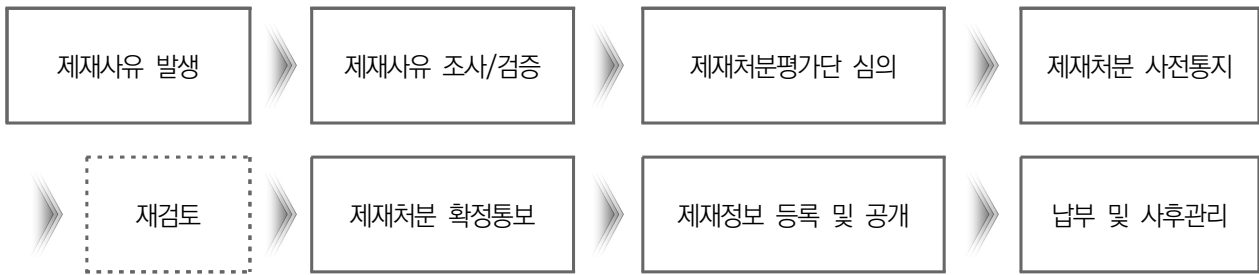 제재사유 발생
제재사유 조사/검증
제재처분평가단 심의
제재처분 사전통지
재검토
제재처분 확정통보
제재정보 등록 및 공개
납부 및 사후관리